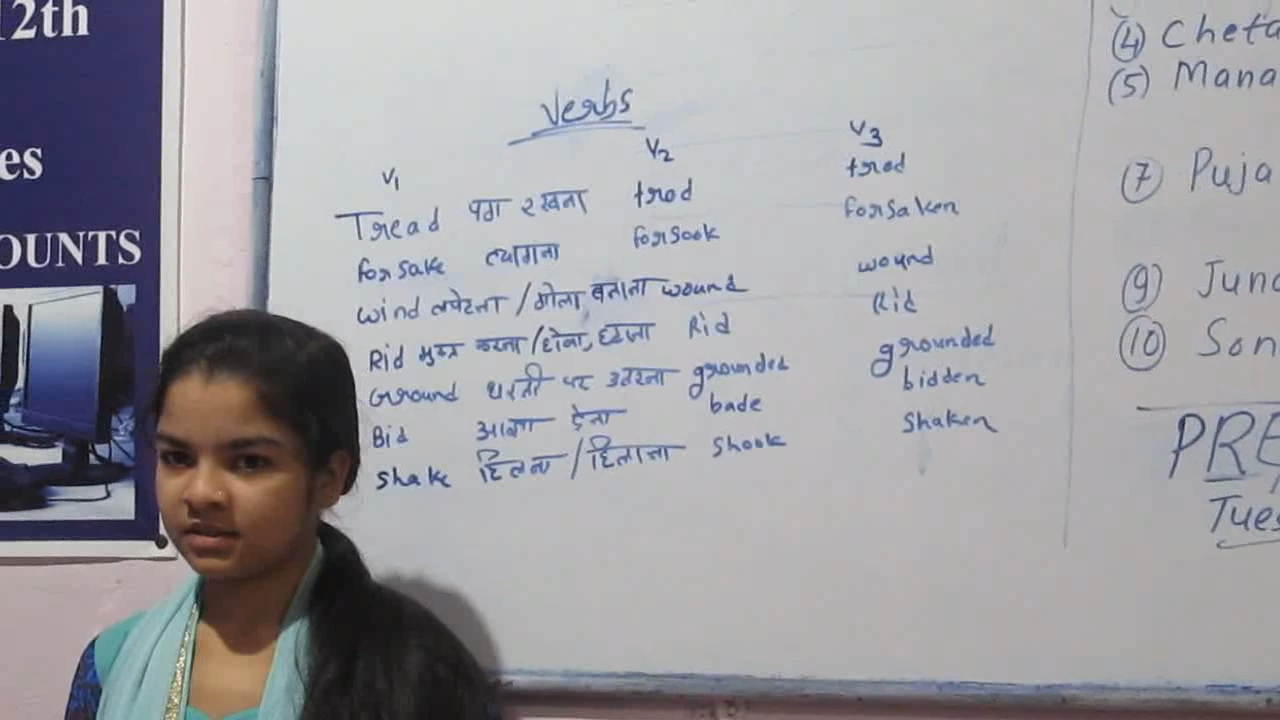 12th
es
OUNTS
Verbs
V1 V2 V3
Tread पग रखना trod trod
forsake त्यागना forsook forsaken
wind लपेटना / गोला बनाना wound wound
Rid मुक्त करना / होना, हटाना Rid Rid
Ground धरती पर उतरना grounded grounded
Bid आज्ञा देना bade bidden
shake हिलना / हिलाना shook shaken
(4) Cheta
(5) Mana
(7) Puja
(9) Jun
(10) Son
PRE
Tues